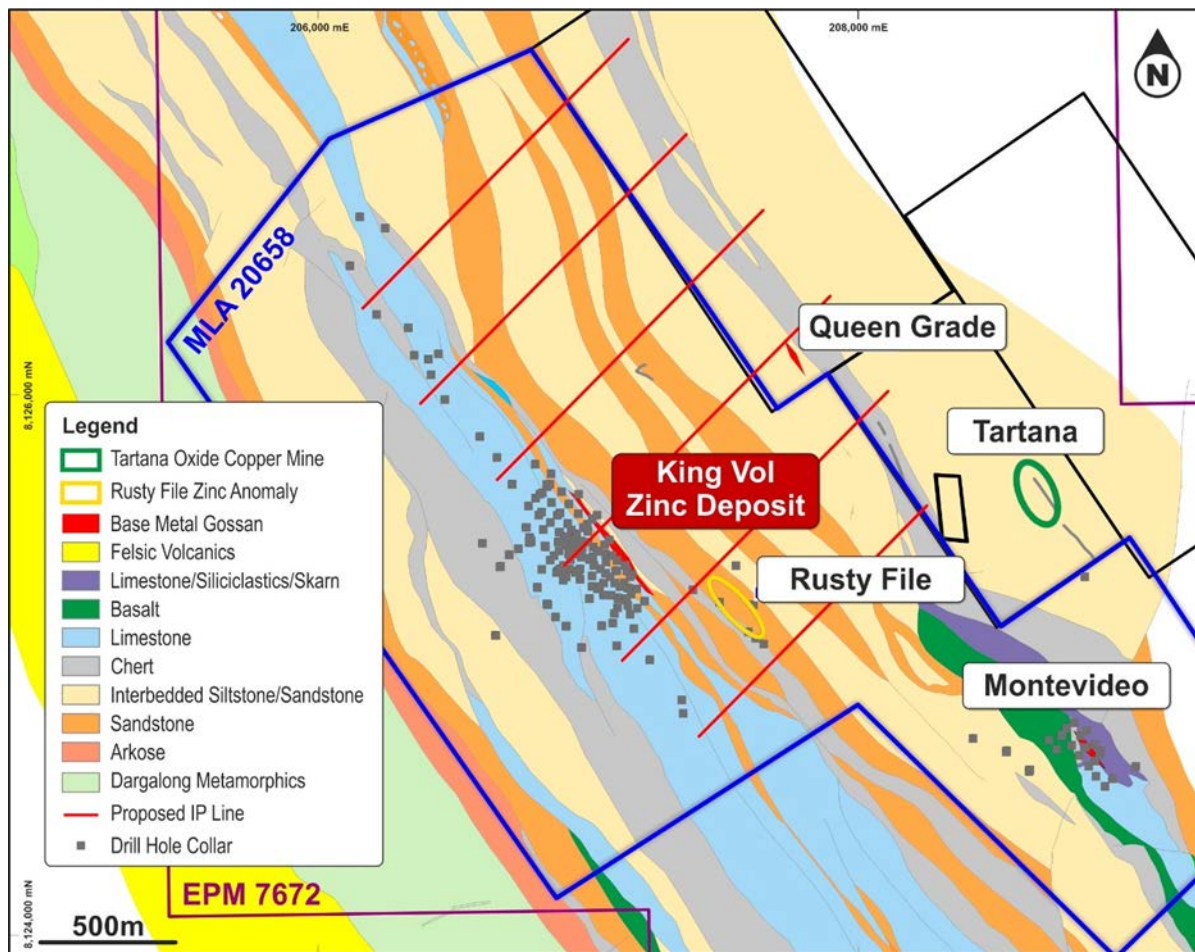 206,000 mE
208,000 mE
N
MLA 20658
Queen Grade
8,126,000 mN
Legend
Tartana Oxide Copper Mine
Rusty File Zinc Anomaly
Base Metal Gossan
Felsic Volcanics
Limestone/Siliciclastics/Skarn
Basalt
Limestone
Chert
Interbedded Siltstone/Sandstone
Sandstone
Arkose
Dargalong Metamorphics
Proposed IP Line
Drill Hole Collar
Tartana
King Vol
Zinc Deposit
Rusty File
Montevideo
EPM 7672
8,124,000 mN
500m